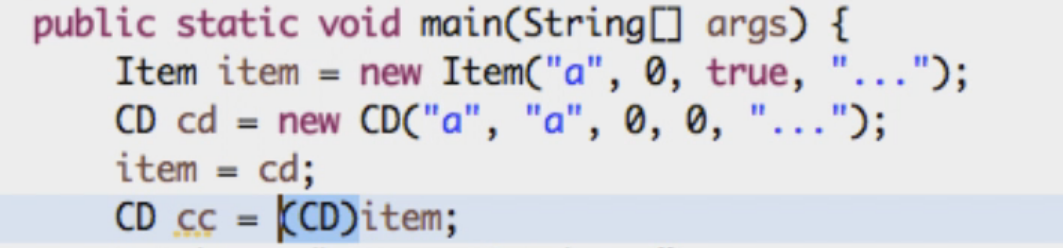 public static void main(String[] args) {
Item item = new Item("a", 0, true, "...");
CD cd = new CD("a", "a", 0, 0, "...");
item = cd;
CD cc = (CD)item;